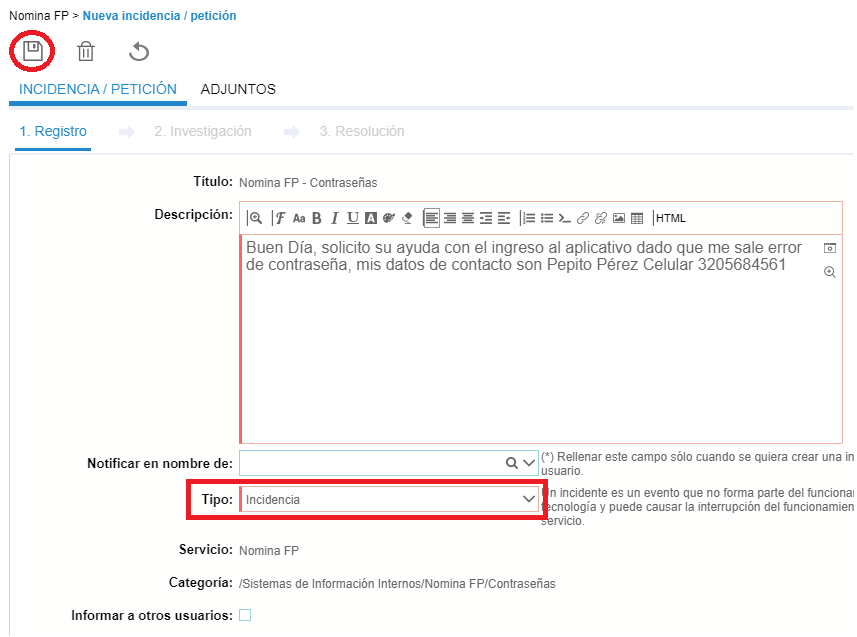 Nomina FP > Nueva incidencia / petición
INCIDENCIA / PETICIÓN ADJUNTOS
1. Registro 2. Investigación 3. Resolución
Título: Nomina FP - Contraseñas
Descripción:
F Aa B I U A HTML
Buen Día, solicito su ayuda con el ingreso al aplicativo dado que me sale error
de contraseña, mis datos de contacto son Pepito Pérez Celular 3205684561
Notificar en nombre de:
(*) Rellenar este campo sólo cuando se quiera crear una in
usuario.
Tipo: Incidencia
Un incidente es un evento que no forma parte del funcionar
tecnología y puede causar la interrupción del funcionamien
servicio.
Servicio: Nomina FP
Categoría: /Sistemas de Información Internos/Nomina FP/Contraseñas
Informar a otros usuarios: